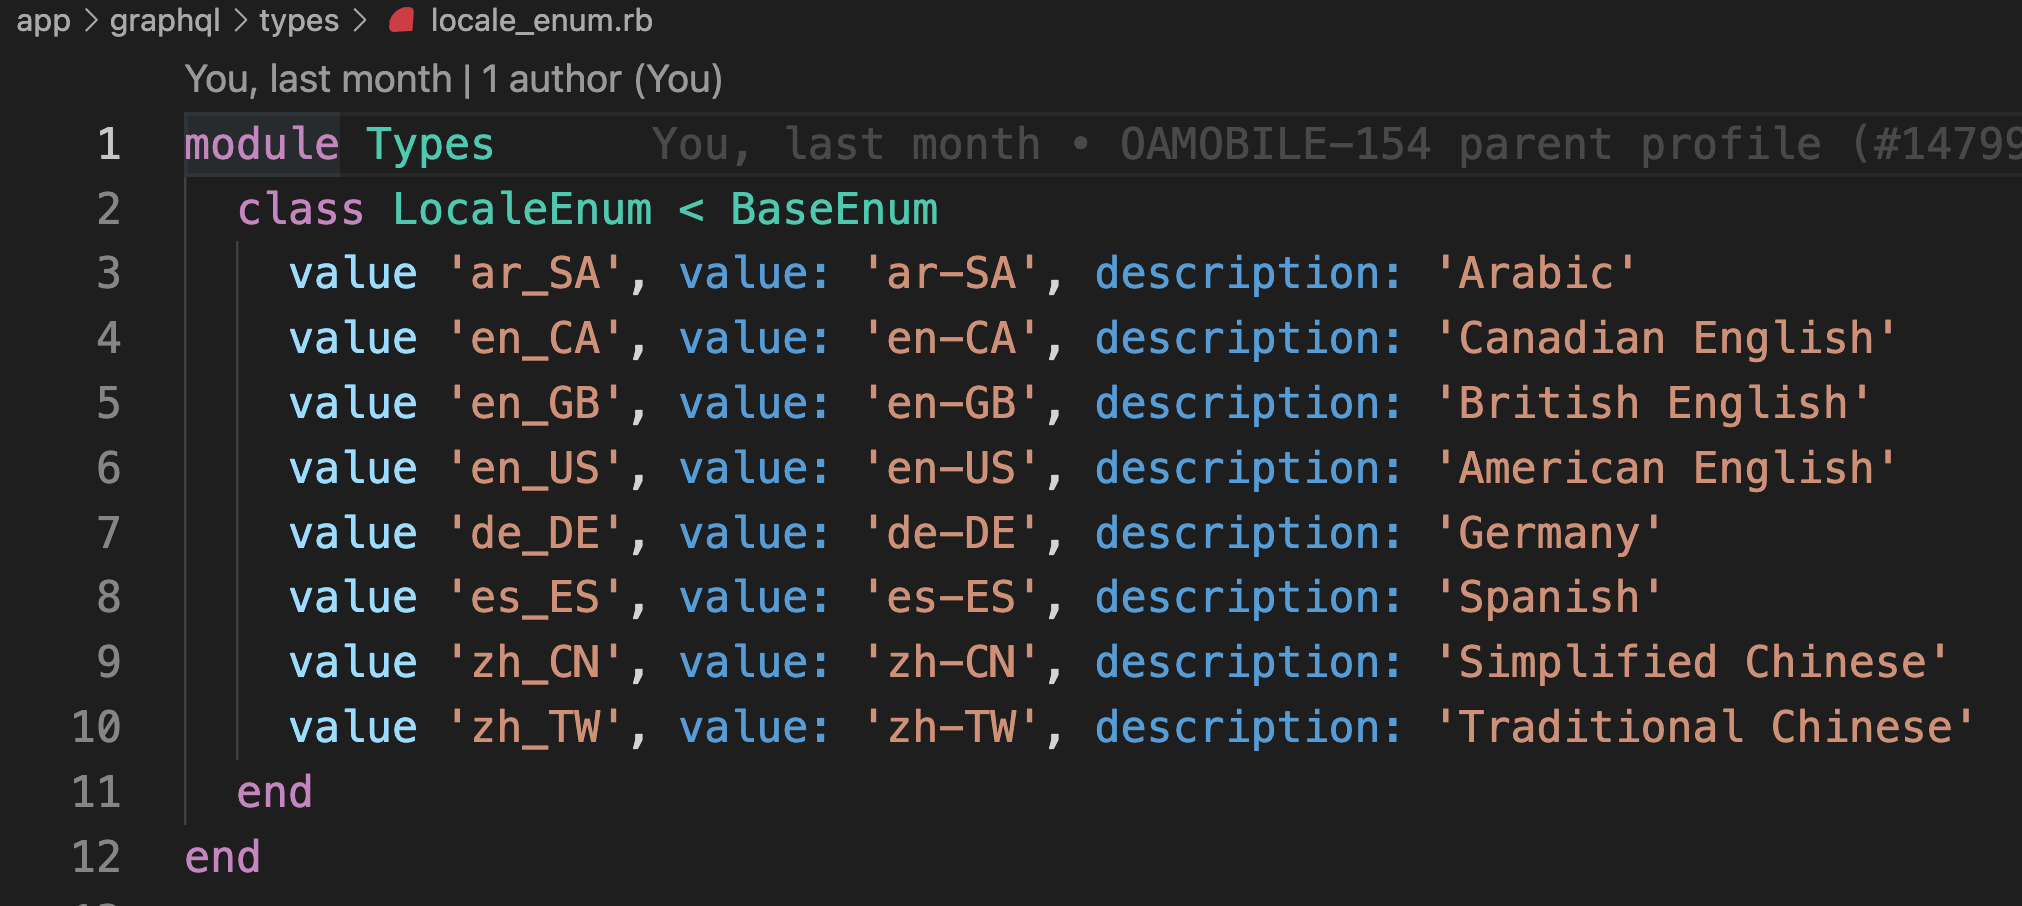 app > graphql > types > locale_enum.rb
You, last month | 1 author (You)
1 module Types You, last month • OAMOBILE-154 parent profile (#14799
2 class LocaleEnum < BaseEnum
3 value 'ar_SA', value: 'ar-SA', description: 'Arabic'
4 value 'en_CA', value: 'en-CA', description: 'Canadian English'
5 value 'en_GB', value: 'en-GB', description: 'British English'
6 value 'en_US', value: 'en-US', description: 'American English'
7 value 'de_DE', value: 'de-DE', description: 'Germany'
8 value 'es_ES', value: 'es-ES', description: 'Spanish'
9 value 'zh_CN', value: 'zh-CN', description: 'Simplified Chinese'
10 value 'zh_TW', value: 'zh-TW', description: 'Traditional Chinese'
11 end
12 end